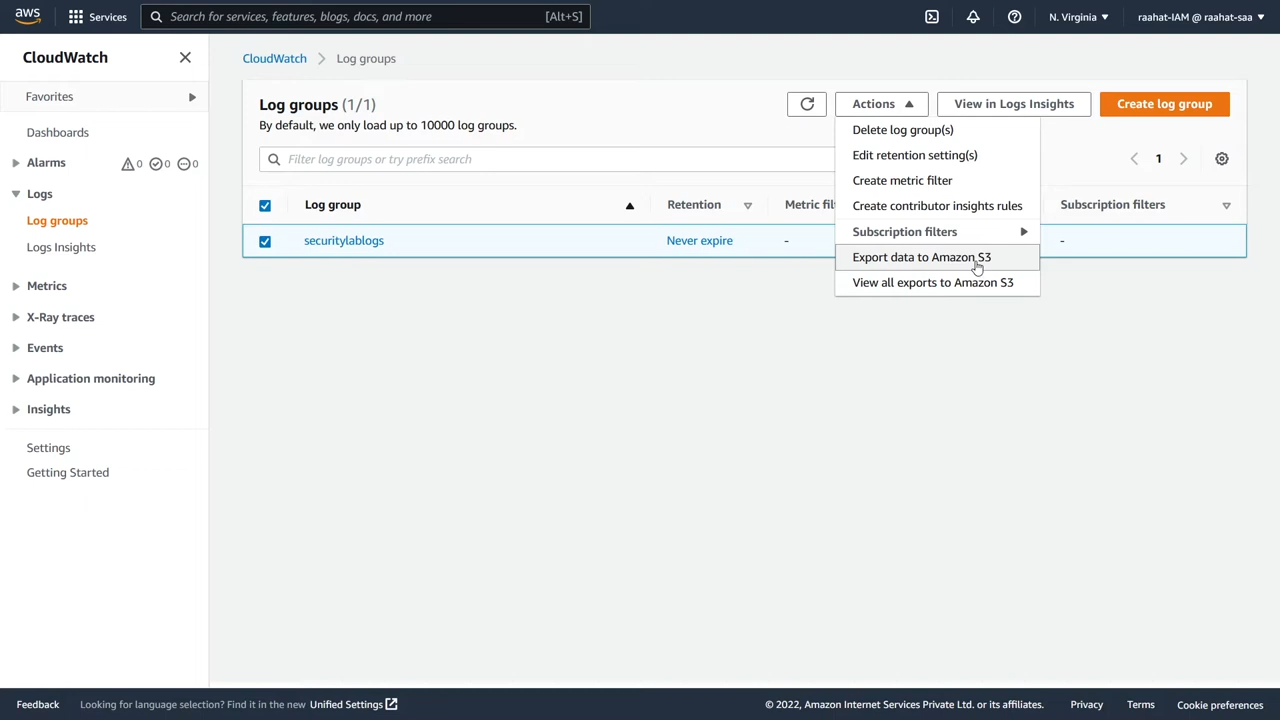 aws
Services
Search for services, features, blogs, docs, and more
[Alt+S]
N. Virginia
raahat-IAM @ raahat-saa
CloudWatch
Favorites
Dashboards
Alarms
0
0
0
Logs
Log groups
Logs Insights
Metrics
X-Ray traces
Events
Application monitoring
Insights
Settings
Getting Started
CloudWatch
Log groups
Log groups (1/1)
By default, we only load up to 10000 log groups.
Actions
View in Logs Insights
Create log group
Filter log groups or try prefix search
1
Delete log group(s)
Edit retention setting(s)
Create metric filter
Create contributor insights rules
Subscription filters
Export data to Amazon S3
View all exports to Amazon S3
Log group
Retention
Metric fil
Subscription filters
securitylablogs
Never expire
-
-
Feedback
Looking for language selection? Find it in the new Unified Settings
© 2022, Amazon Internet Services Private Ltd. or its affiliates.
Privacy
Terms
Cookie preferences